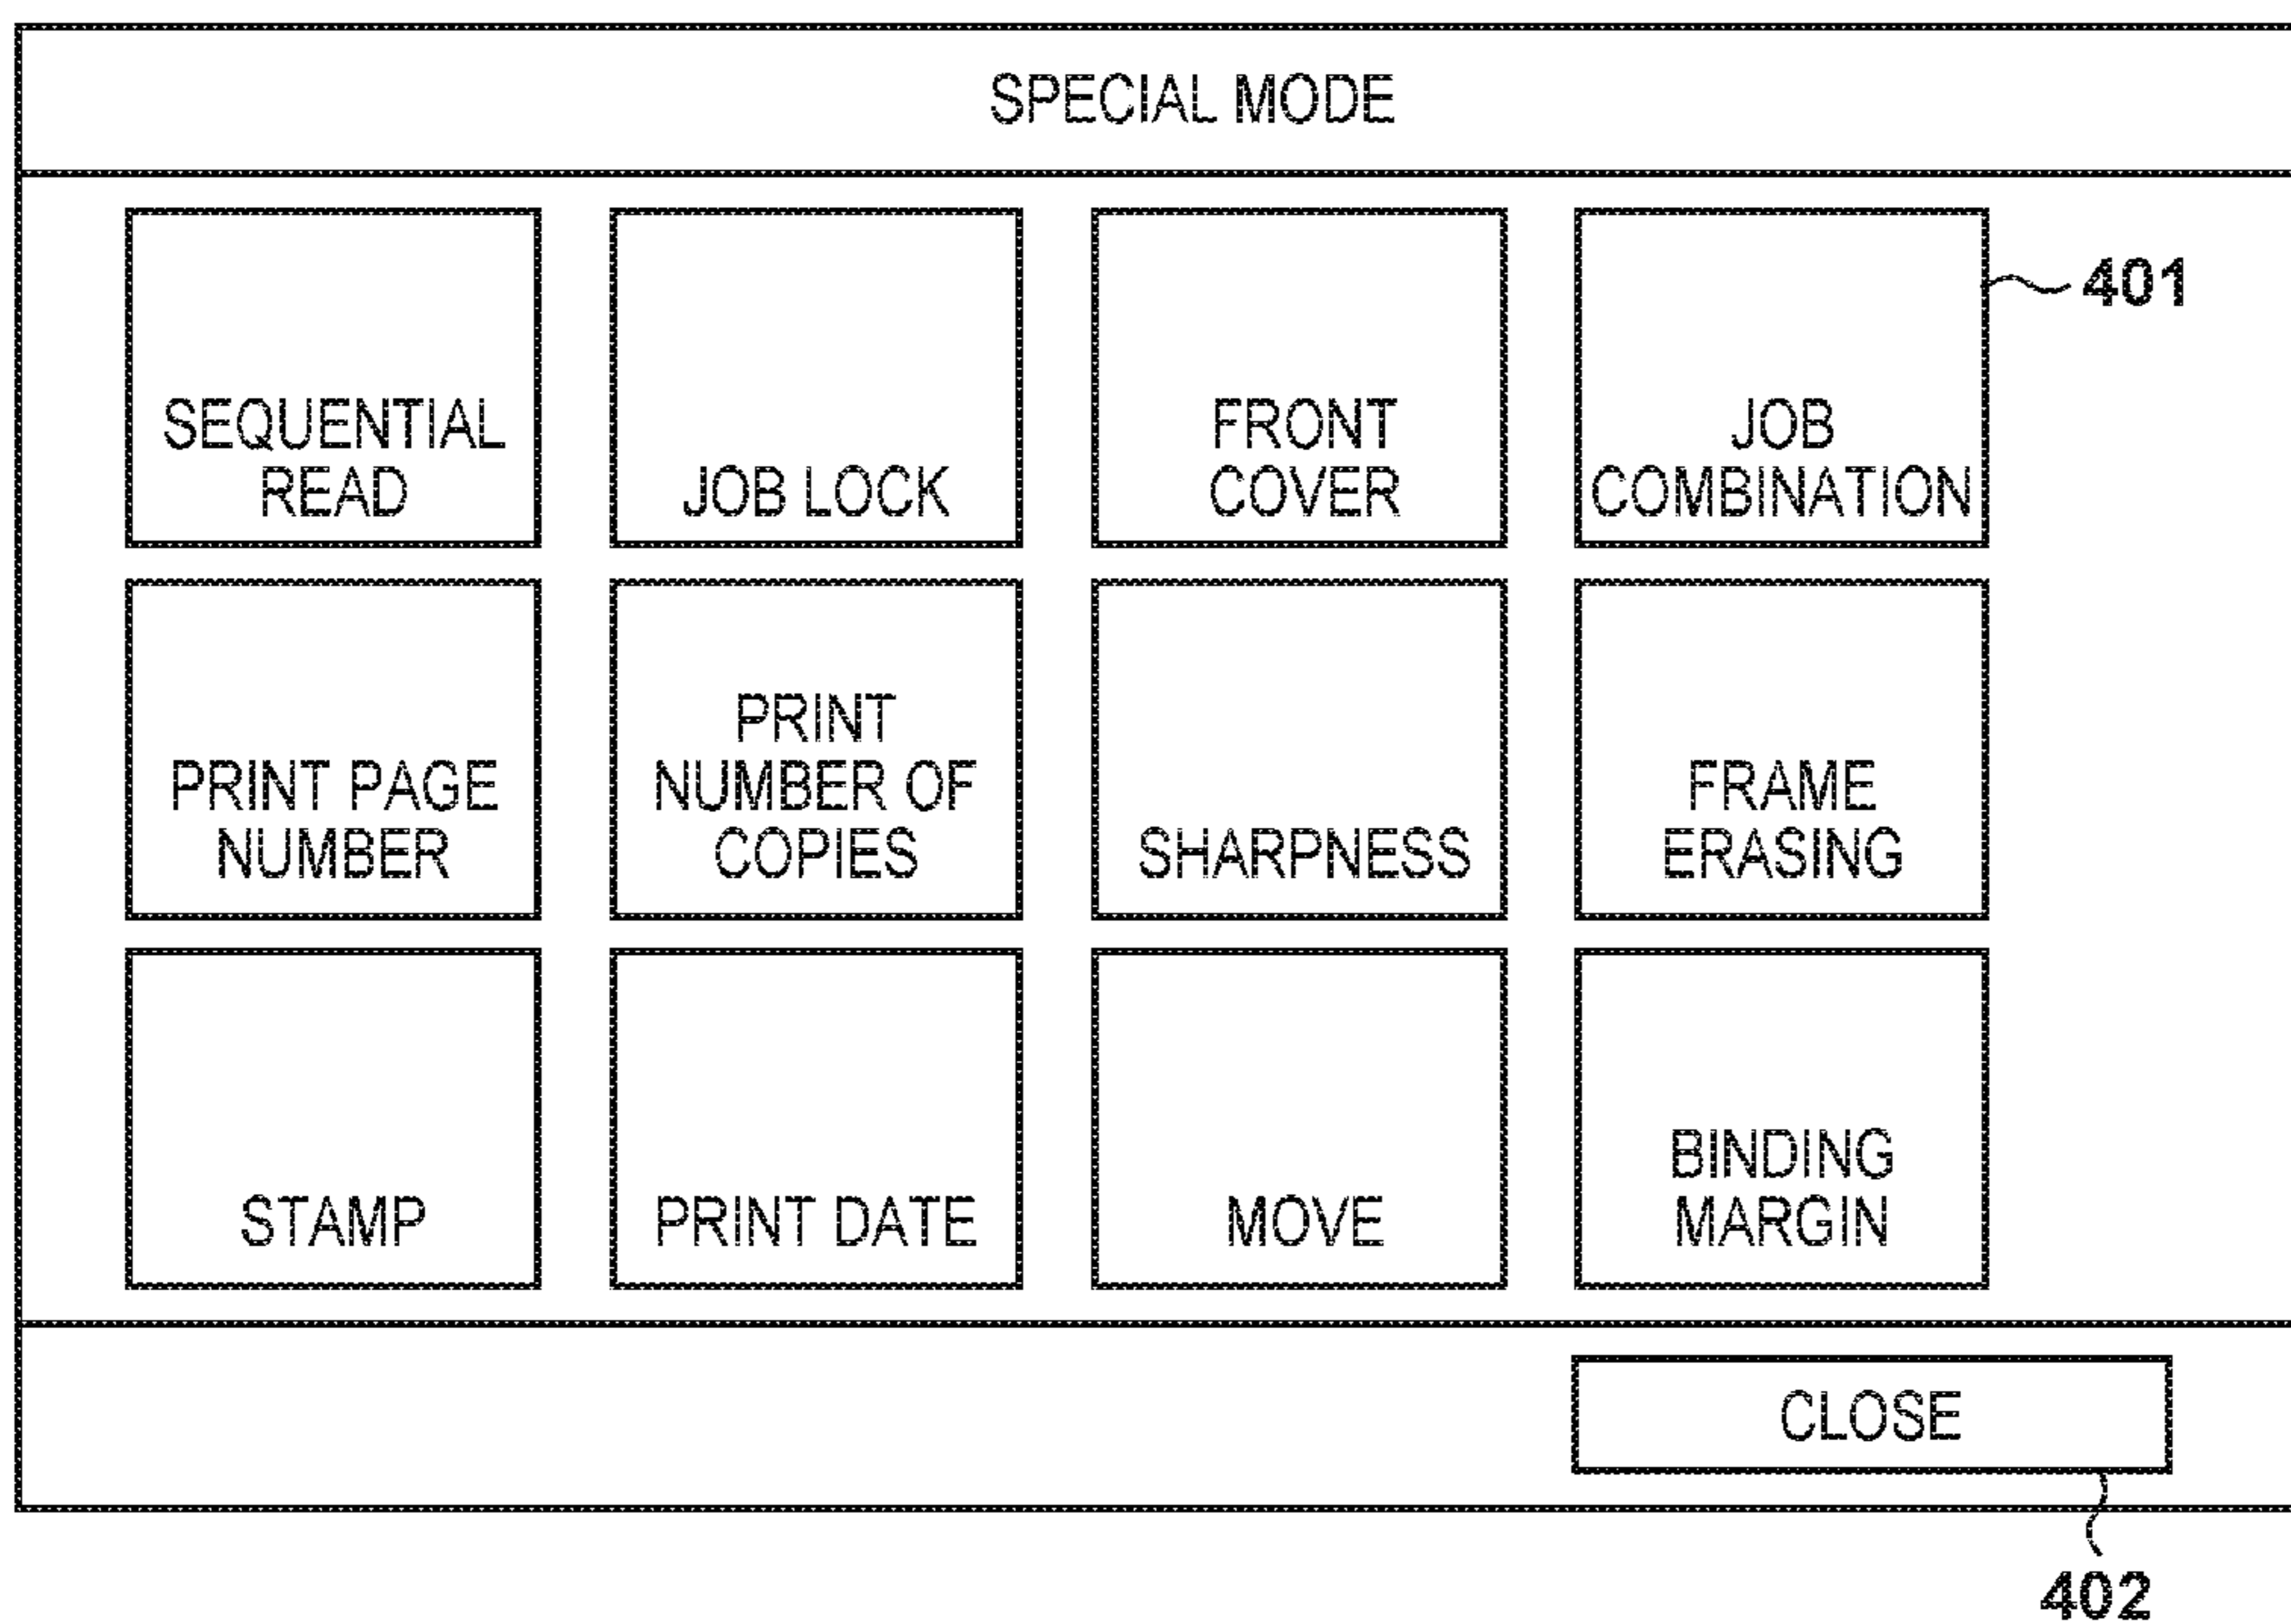 SPECIAL MODE
SEQUENTIAL
READ
JOB LOCK
FRONT
COVER
JOB
COMBINATION
401
PRINT PAGE
NUMBER
PRINT
NUMBER OF
COPIES
SHARPNESS
FRAME
ERASING
STAMP
PRINT DATE
MOVE
BINDING
MARGIN
CLOSE
402